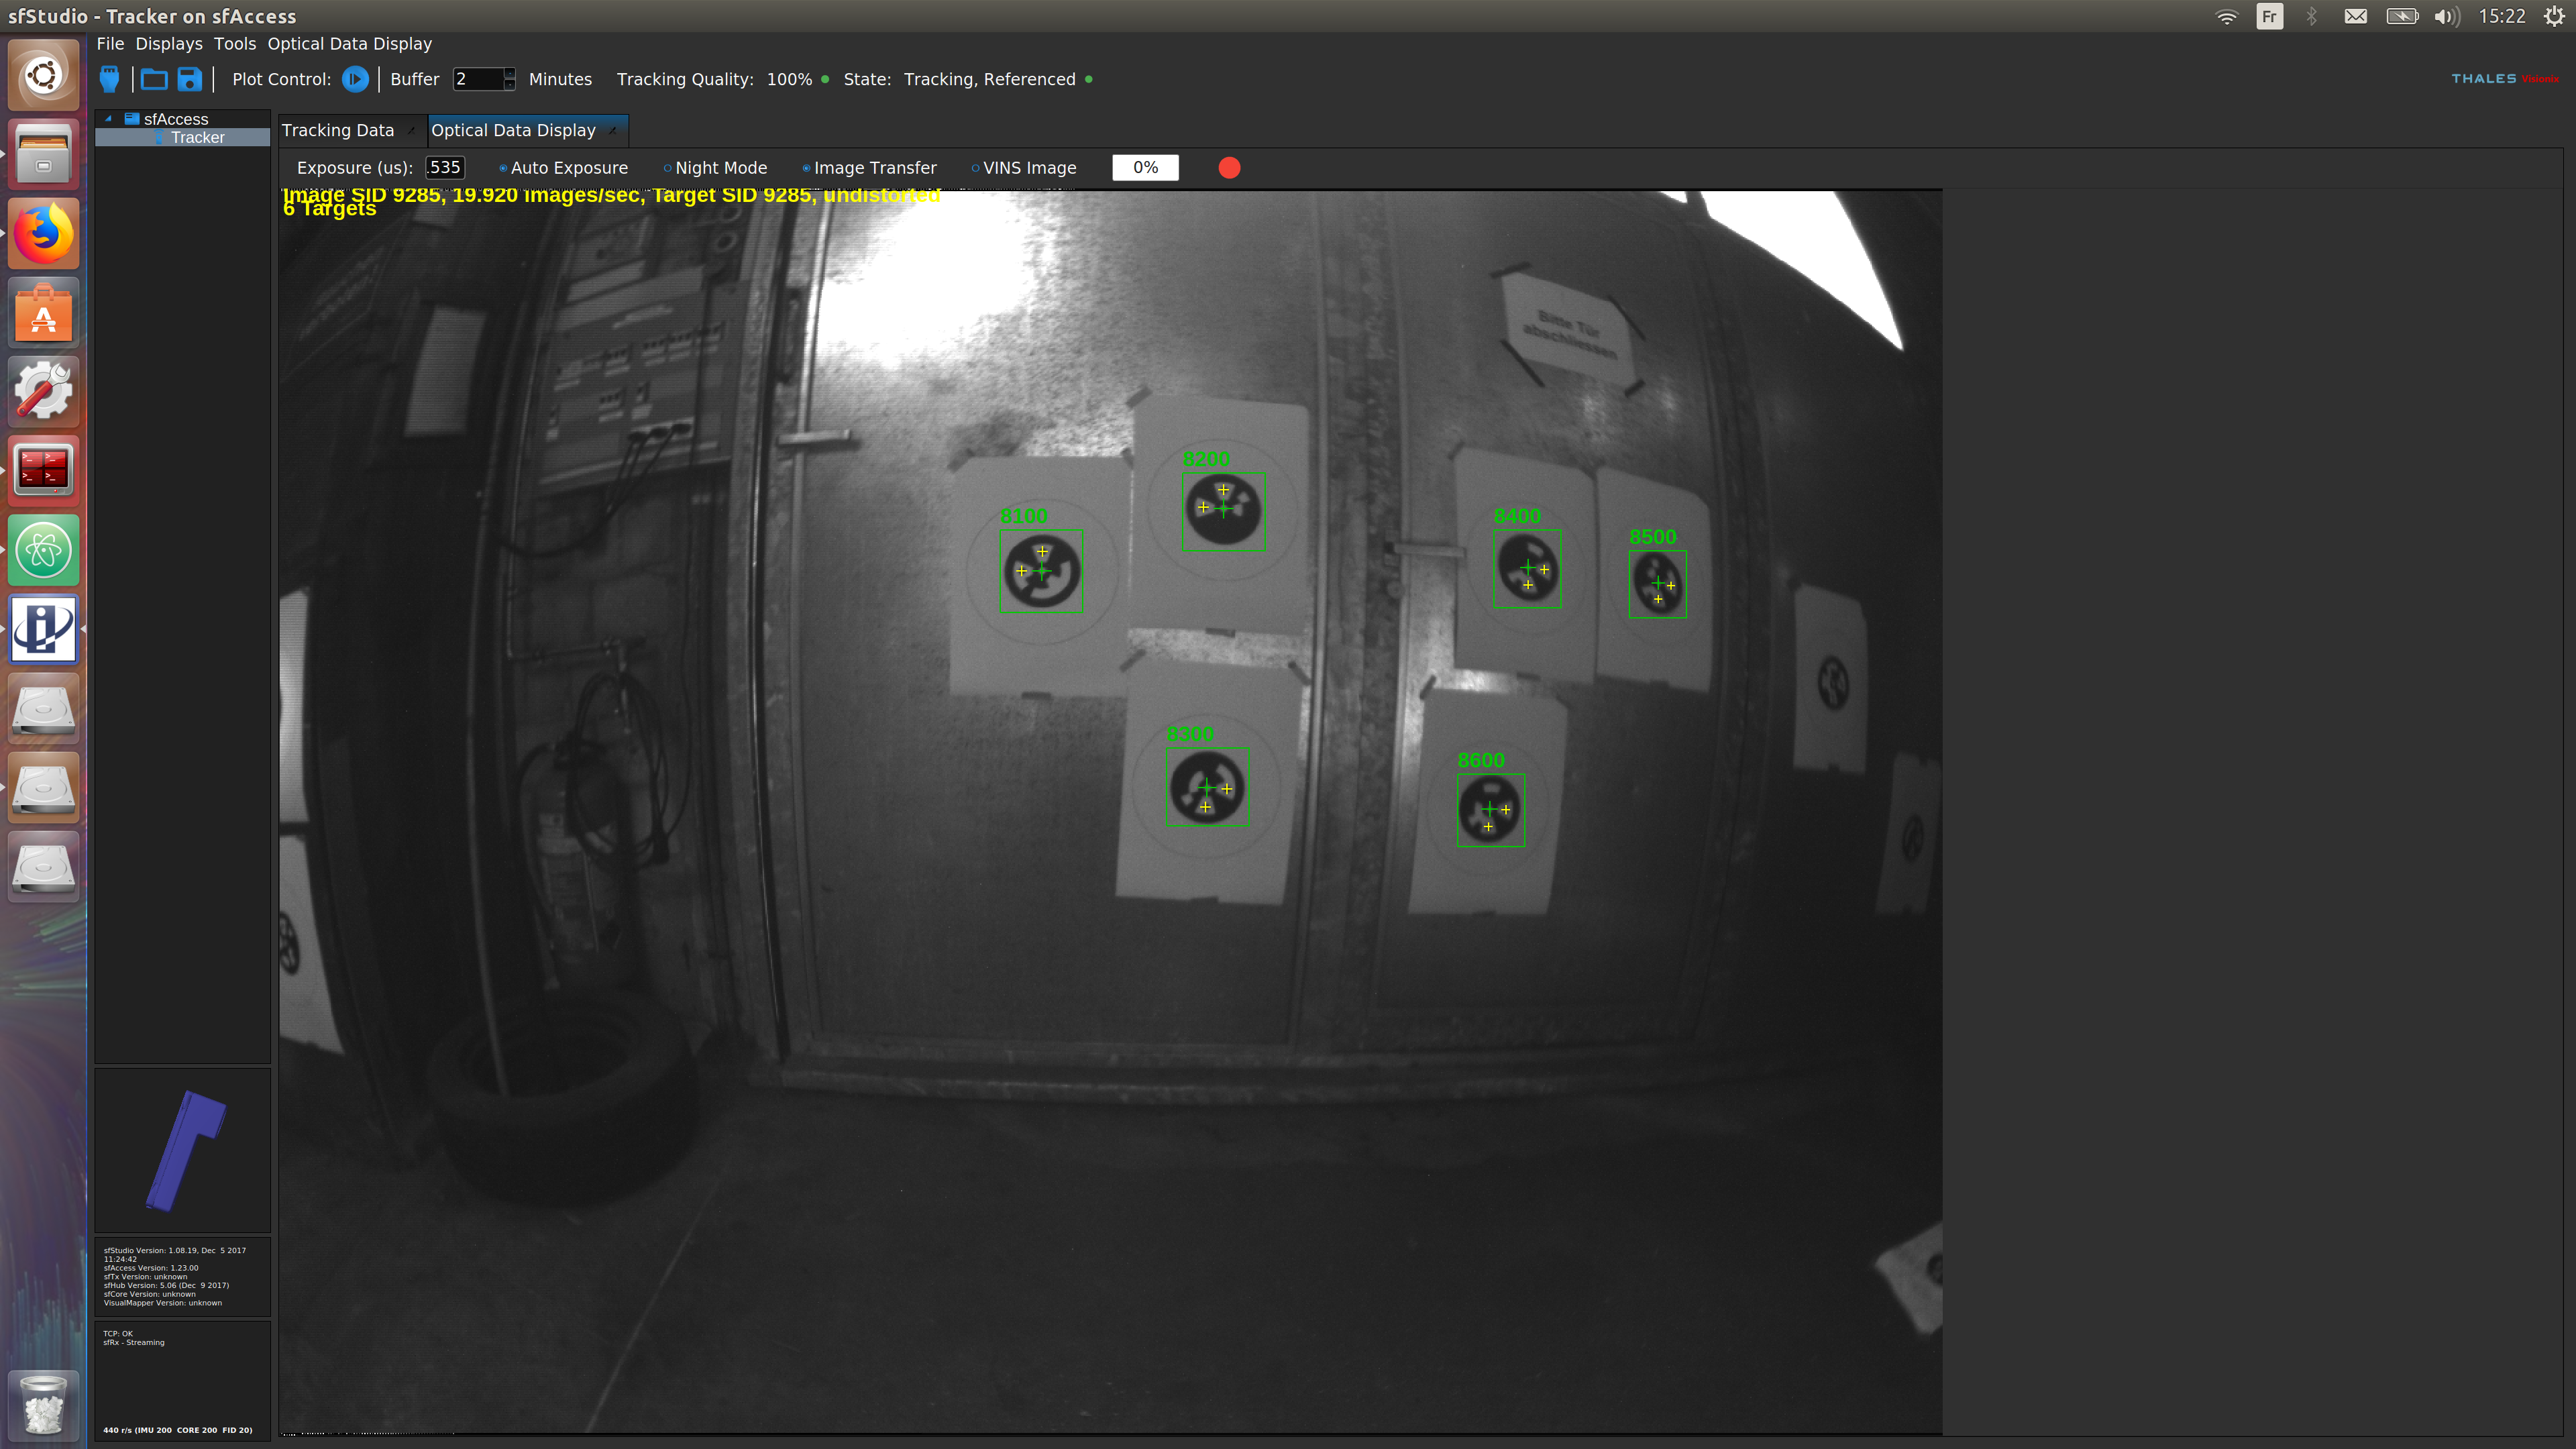 sfStudio - Tracker on sfAccess
Fr
15:22
File Displays Tools Optical Data Display
Plot Control:
Buffer 2 Minutes
Tracking Quality: 100%
State: Tracking, Referenced
THALES Visionix
sfAccess
Tracker
Tracking Data
Optical Data Display
Exposure (us): .535
Auto Exposure
Night Mode
Image Transfer
VINS Image
0%
Image SID 9285, 19.920 images/sec, Target SID 9285, undistorted
6 Targets
Bitte Tür
abschliessen
8200
8100
8400
8500
8300
8600
sfStudio Version: 1.08.19, Dec 5 2017
11:24:42
sfAccess Version: 1.23.00
sfTx Version: unknown
sfHub Version: 5.06 (Dec 9 2017)
sfCore Version: unknown
VisualMapper Version: unknown
TCP: OK
sfRx - Streaming
440 r/s (IMU 200 CORE 200 FID 20)